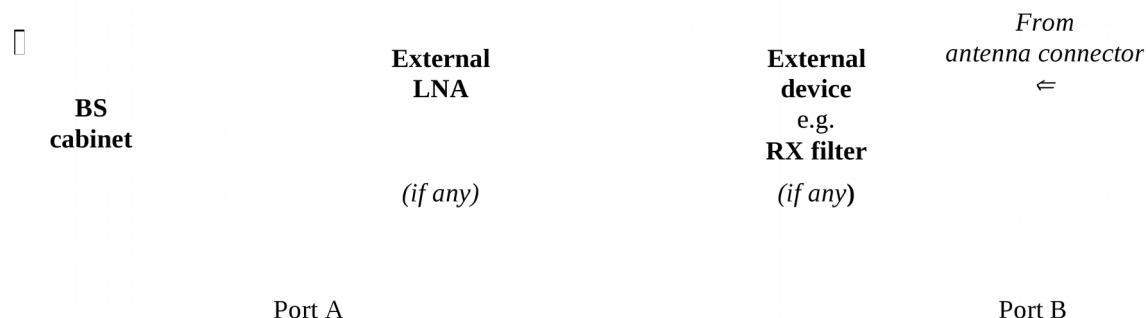 From
antenna connector
⇐
External
LNA
External
device
e.g.
RX filter
BS
cabinet
(if any)
(if any)
Port A
Port B